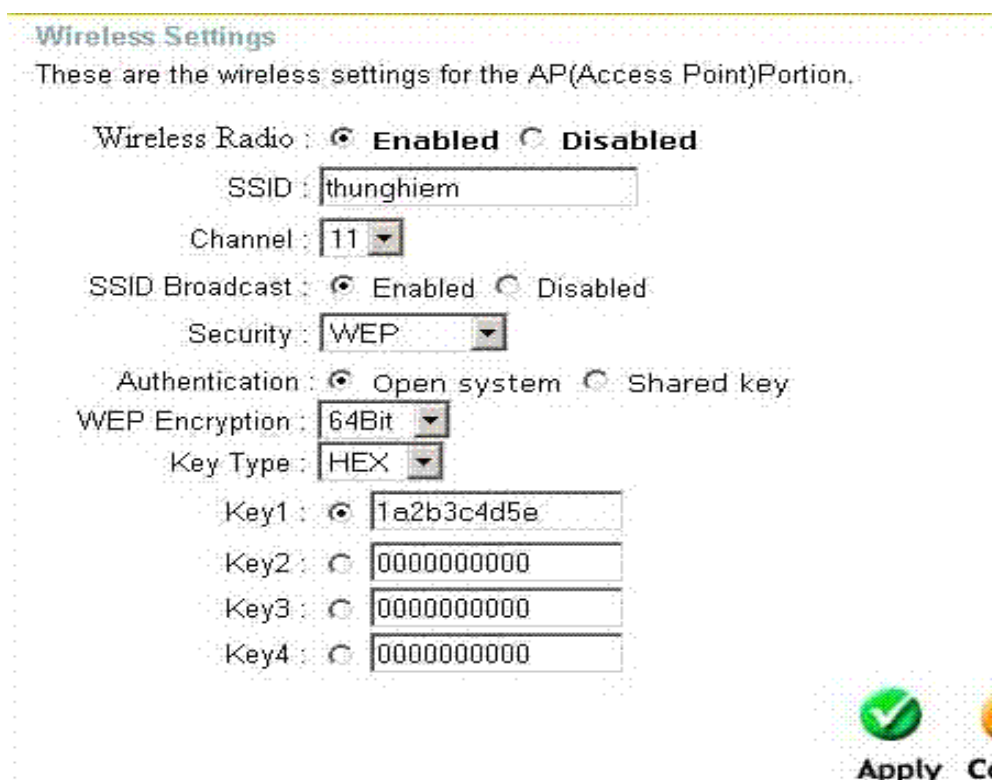 Wireless Settings
These are the wireless settings for the AP(Access Point)Portion.
Wireless Radio : Enabled Disabled
SSID : thunghiem
Channel : 11
SSID Broadcast : Enabled Disabled
Security : WEP
Authentication : Open system Shared key
WEP Encryption : 64Bit
Key Type : HEX
Key1 : 1a2b3c4d5e
Key2 : 0000000000
Key3 : 0000000000
Key4 : 0000000000
Apply